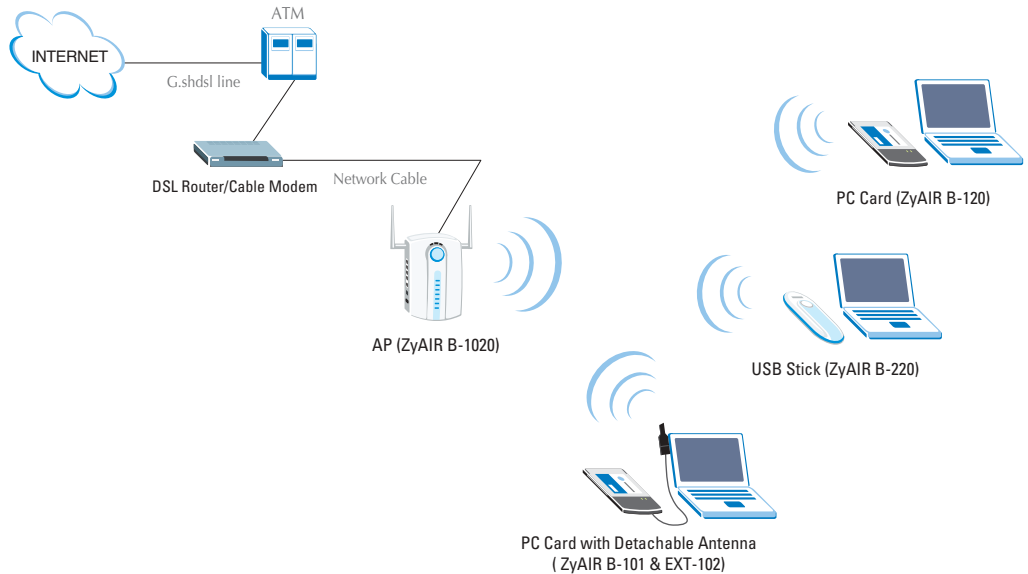 ATM
INTERNET
G.shdsl line
DSL Router/Cable Modem
Network Cable
PC Card (ZyAIR B-120)
AP (ZyAIR B-1020)
USB Stick (ZyAIR B-220)
PC Card with Detachable Antenna
( ZyAIR B-101 & EXT-102)